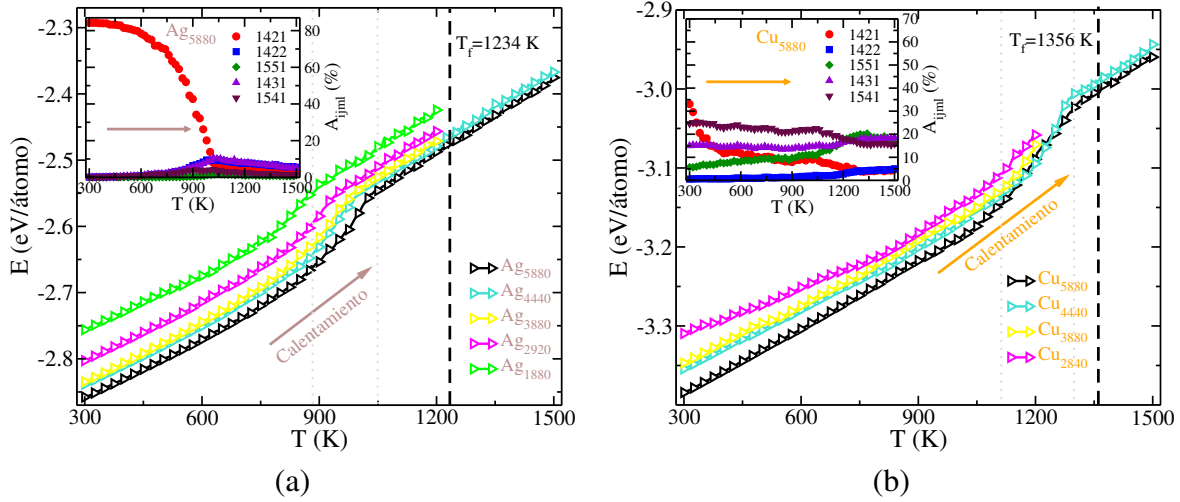 -2.3
-2.4
-2.5
-2.6
-2.7
-2.8
E (eV/átomo)
300 600 900 1200 1500
T (K)
Ag5880
1421
1422
1551
1431
1541
80
60
40
20
0
A_ijml (%)
300 600 900 1200 1500
T (K)
T_f=1234 K
Calentamiento
Ag5880
Ag4440
Ag3880
Ag2920
Ag1880
(a)
-2.9
-3.0
-3.1
-3.2
-3.3
E (eV/átomo)
300 600 900 1200 1500
T (K)
Cu5880
1421
1422
1551
1431
1541
70
60
50
40
30
20
10
0
A_ijml (%)
300 600 900 1200 1500
T (K)
T_f=1356 K
Calentamiento
Cu5880
Cu4440
Cu3880
Cu2840
(b)